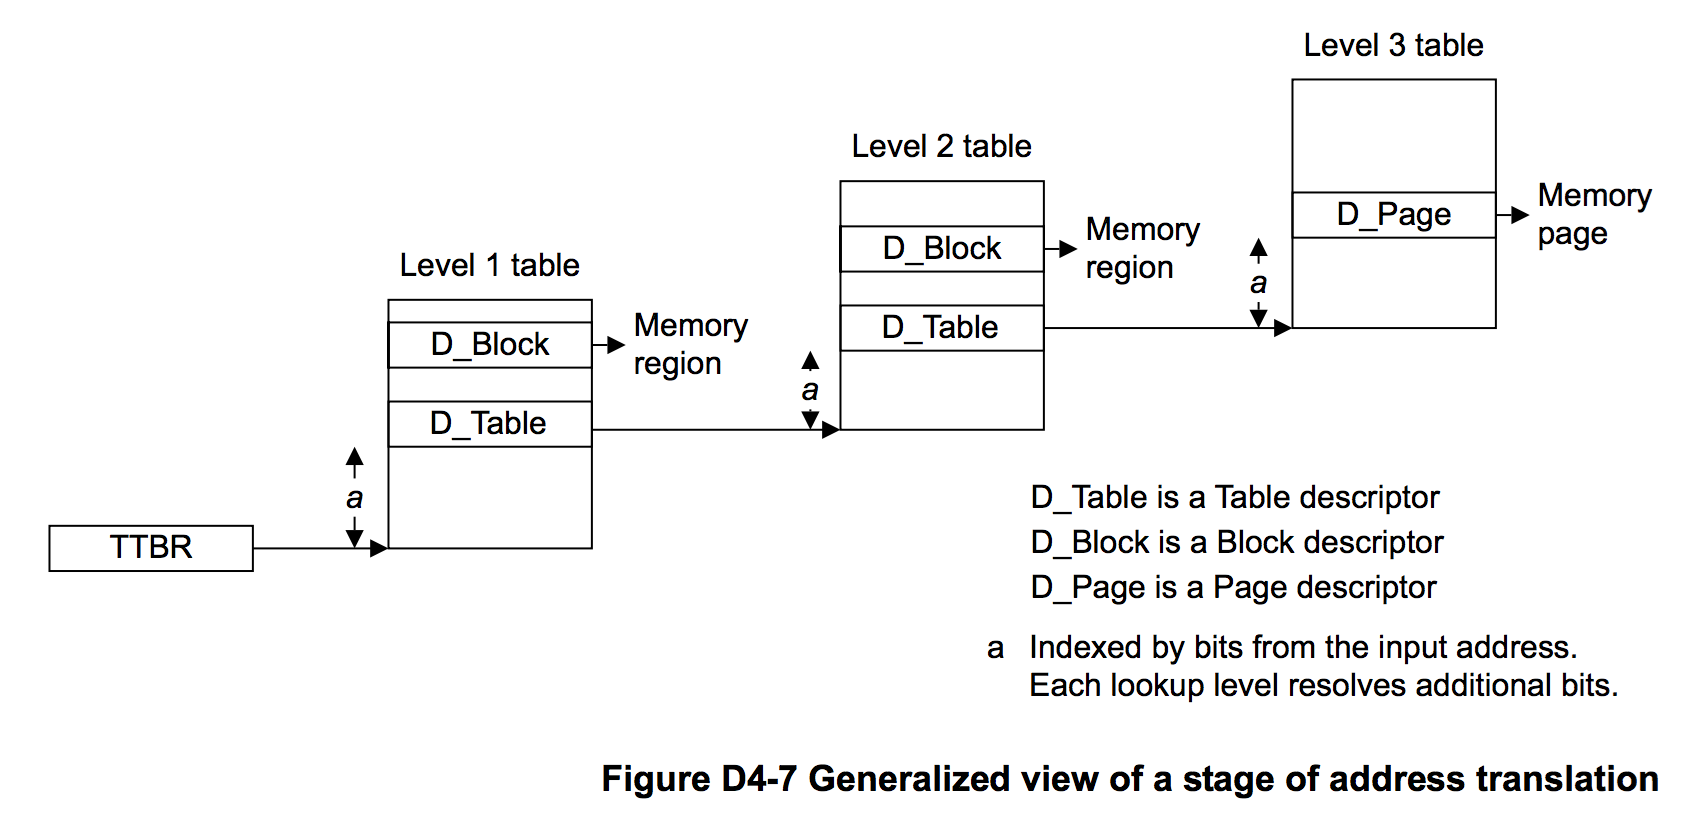 Level 3 table
Level 2 table
Level 1 table
D_Page
Memory
page
D_Block
Memory
region
D_Table
a
D_Block
Memory
region
D_Table
a
a
TTBR
D_Table is a Table descriptor
D_Block is a Block descriptor
D_Page is a Page descriptor
a Indexed by bits from the input address.
Each lookup level resolves additional bits.
Figure D4-7 Generalized view of a stage of address translation